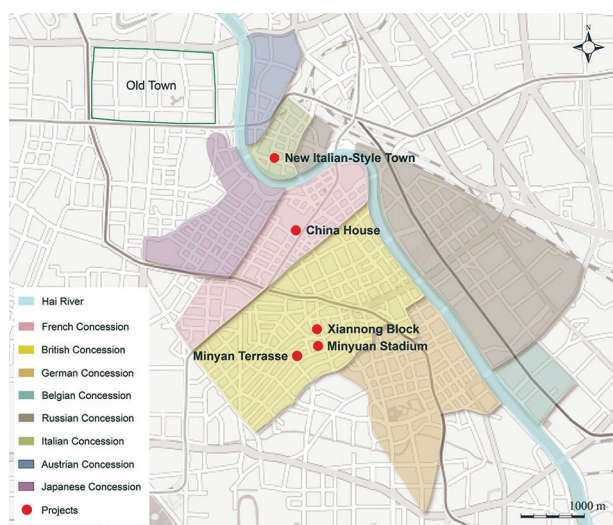 N
Old Town
New Italian-Style Town
China House
Xiannong Block
Minyuan Stadium
Minyan Terrasse
Hai River
French Concession
British Concession
German Concession
Belgian Concession
Russian Concession
Italian Concession
Austrian Concession
Japanese Concession
Projects
1000 m